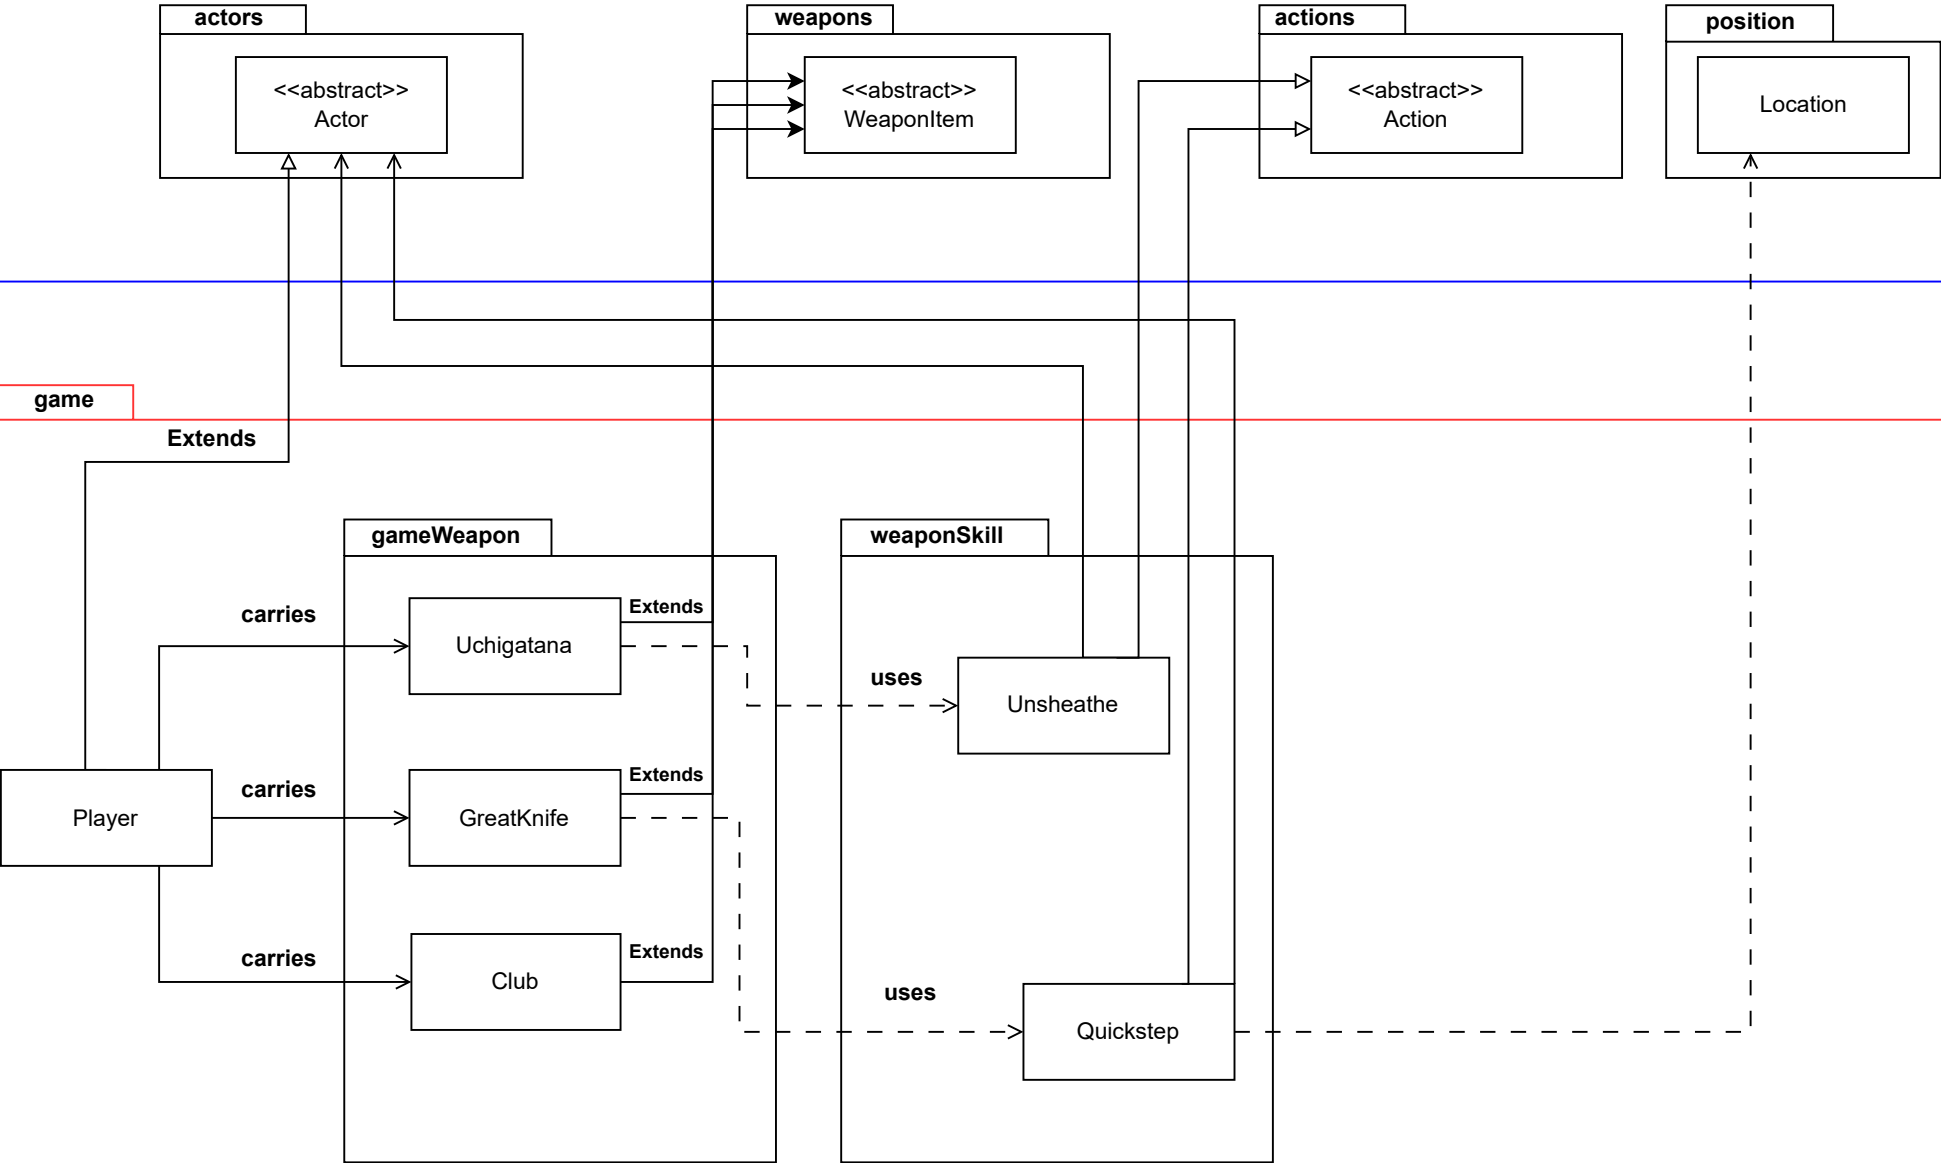 actors
weapons
actions
position
<<abstract>>
Actor
<<abstract>>
WeaponItem
<<abstract>>
Action
Location
game
Extends
gameWeapon
weaponSkill
carries
Uchigatana
Extends
uses
Unsheathe
Player
carries
GreatKnife
Extends
carries
Club
Extends
uses
Quickstep